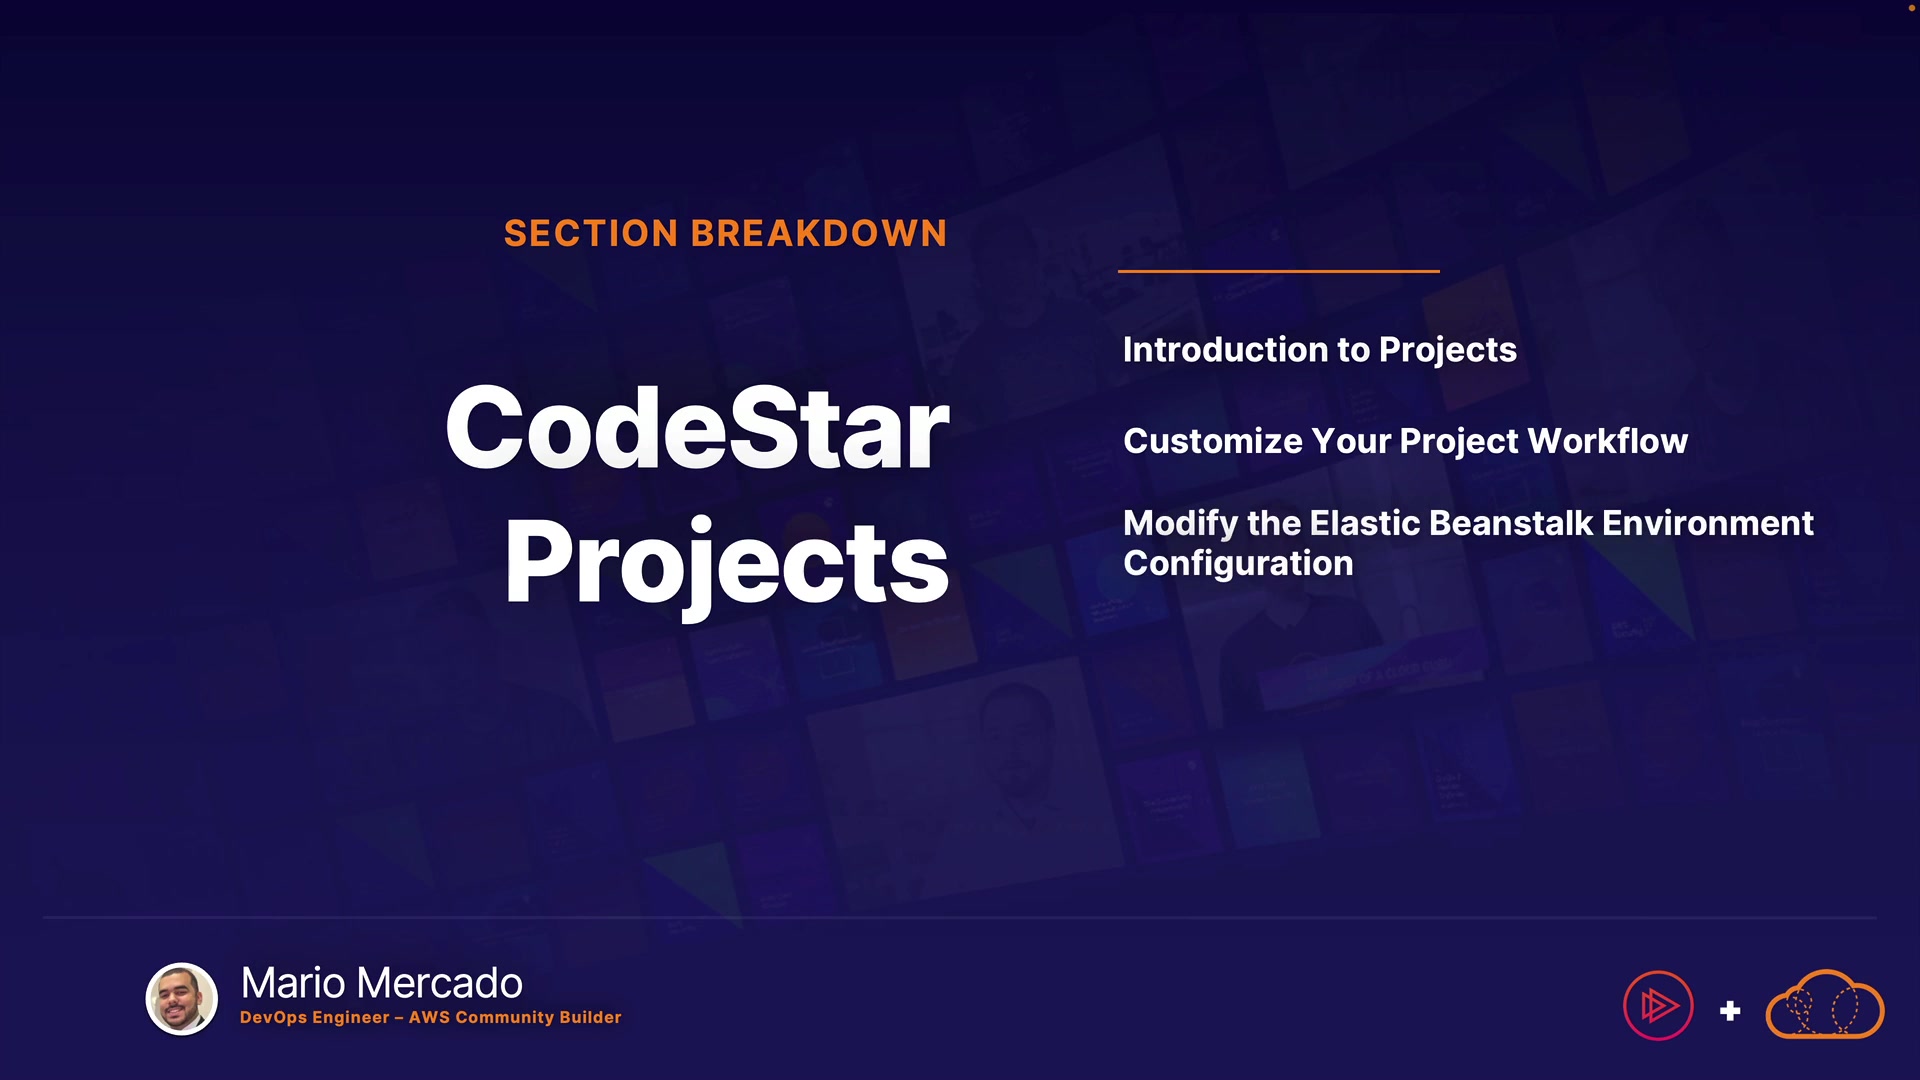 SECTION BREAKDOWN
CodeStar
Projects
Introduction to Projects
Customize Your Project Workflow
Modify the Elastic Beanstalk Environment
Configuration
Mario Mercado
DevOps Engineer – AWS Community Builder